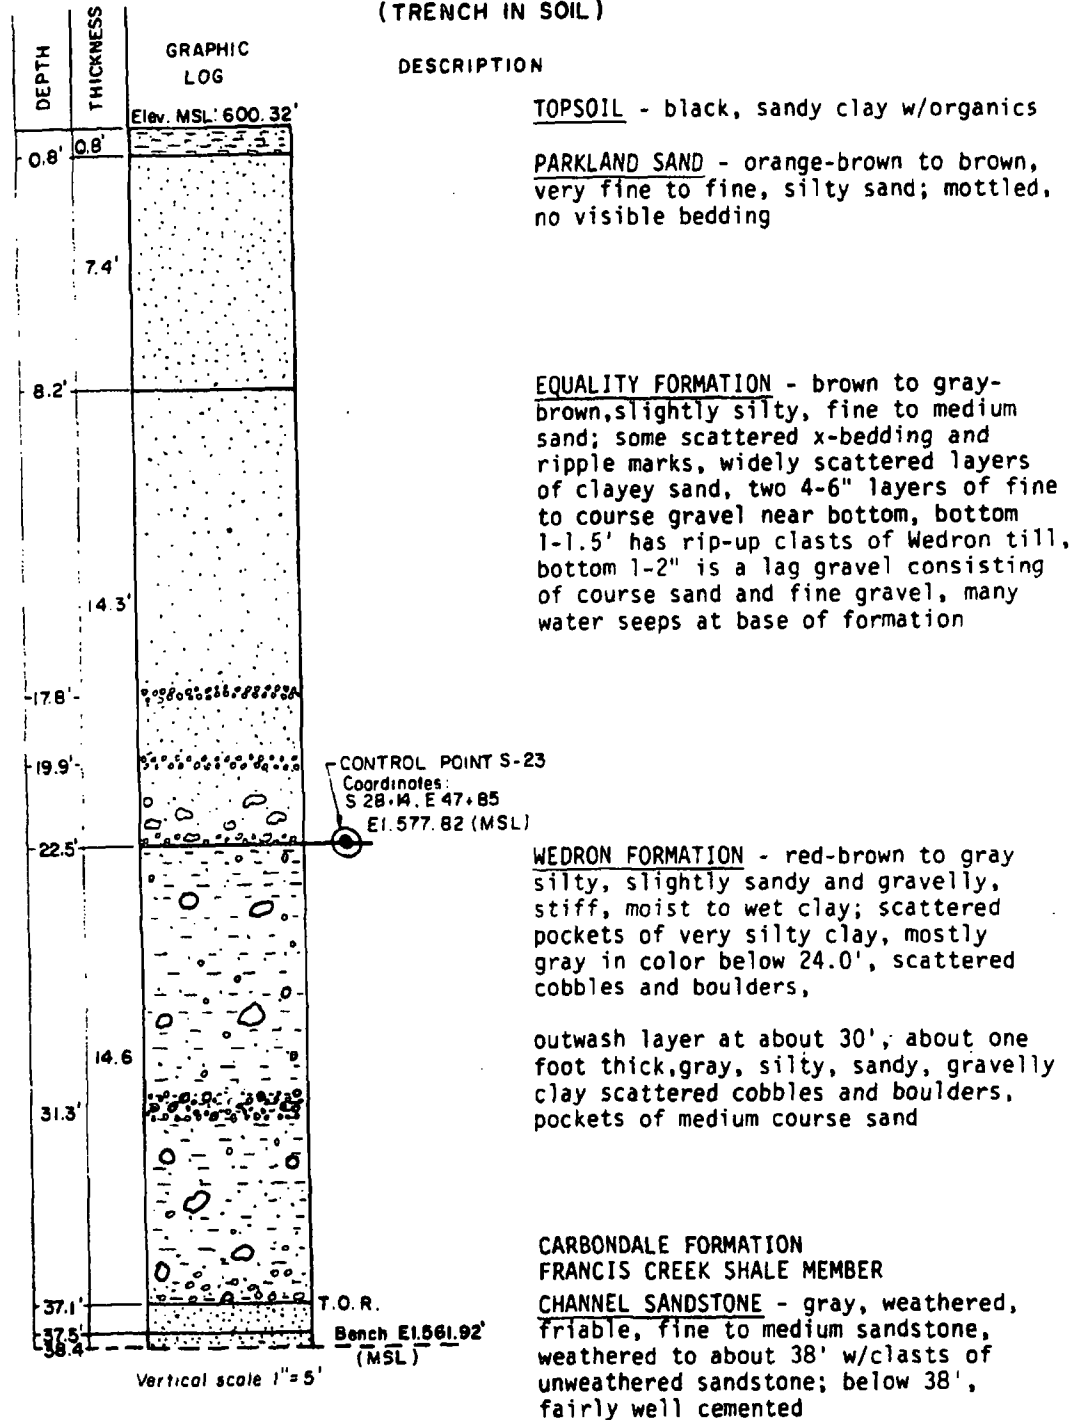 (TRENCH IN SOIL)
DEPTH
THICKNESS
GRAPHIC
LOG
DESCRIPTION
Elev. MSL: 600.32'
TOPSOIL - black, sandy clay w/organics
0.8'
0.8'
PARKLAND SAND - orange-brown to brown,
very fine to fine, silty sand; mottled,
no visible bedding
7.4'
8.2'
EQUALITY FORMATION - brown to gray-
brown,slightly silty, fine to medium
sand; some scattered x-bedding and
ripple marks, widely scattered layers
of clayey sand, two 4-6" layers of fine
to course gravel near bottom, bottom
1-1.5' has rip-up clasts of Wedron till,
bottom 1-2" is a lag gravel consisting
of course sand and fine gravel, many
water seeps at base of formation
14.3'
17.8'
19.9'
CONTROL POINT S-23
Coordinates:
S 28+14, E 47+85
El. 577.82 (MSL)
22.5'
WEDRON FORMATION - red-brown to gray
silty, slightly sandy and gravelly,
stiff, moist to wet clay; scattered
pockets of very silty clay, mostly
gray in color below 24.0', scattered
cobbles and boulders,
outwash layer at about 30', about one
foot thick,gray, silty, sandy, gravelly
clay scattered cobbles and boulders,
pockets of medium course sand
14.6
31.3'
CARBONDALE FORMATION
FRANCIS CREEK SHALE MEMBER
CHANNEL SANDSTONE - gray, weathered,
friable, fine to medium sandstone,
weathered to about 38' w/clasts of
unweathered sandstone; below 38',
fairly well cemented
37.1'
T.O.R.
37.5'
38.4'
Bench El.561.92'
(MSL)
Vertical scale 1"= 5'